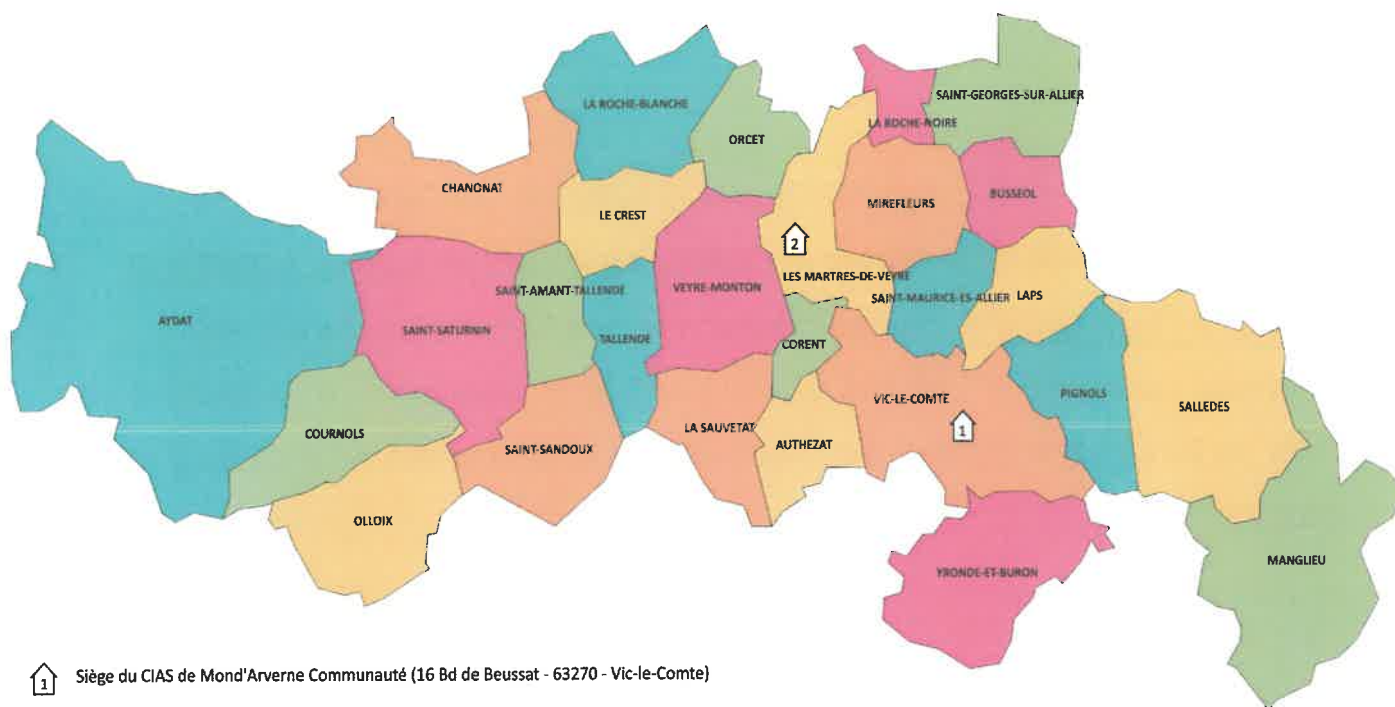 LA ROCHE-BLANCHE
SAINT-GEORGES-SUR-ALLIER
LA ROCHE-NOIRE
ORCET
CHANONAT
BUSSEOL
MIREFLEURS
LE CREST
2
LES MARTRES-DE-VEYRE
SAINT-AMANT-TALLENDE
VEYRE-MONTON
SAINT-MAURICE-ES-ALLIER
LAPS
AYDAT
SAINT-SATURNIN
TALLENDE
CORENT
PIGNOLS
VIC-LE-COMTE
SALLEDES
1
LA SAUVETAT
COURNOLS
AUTHEZAT
SAINT-SANDOUX
OLLOIX
MANGLIEU
YRONDE-ET-BURON
1 Siège du CIAS de Mond'Arverne Communauté (16 Bd de Beussat - 63270 - Vic-le-Comte)